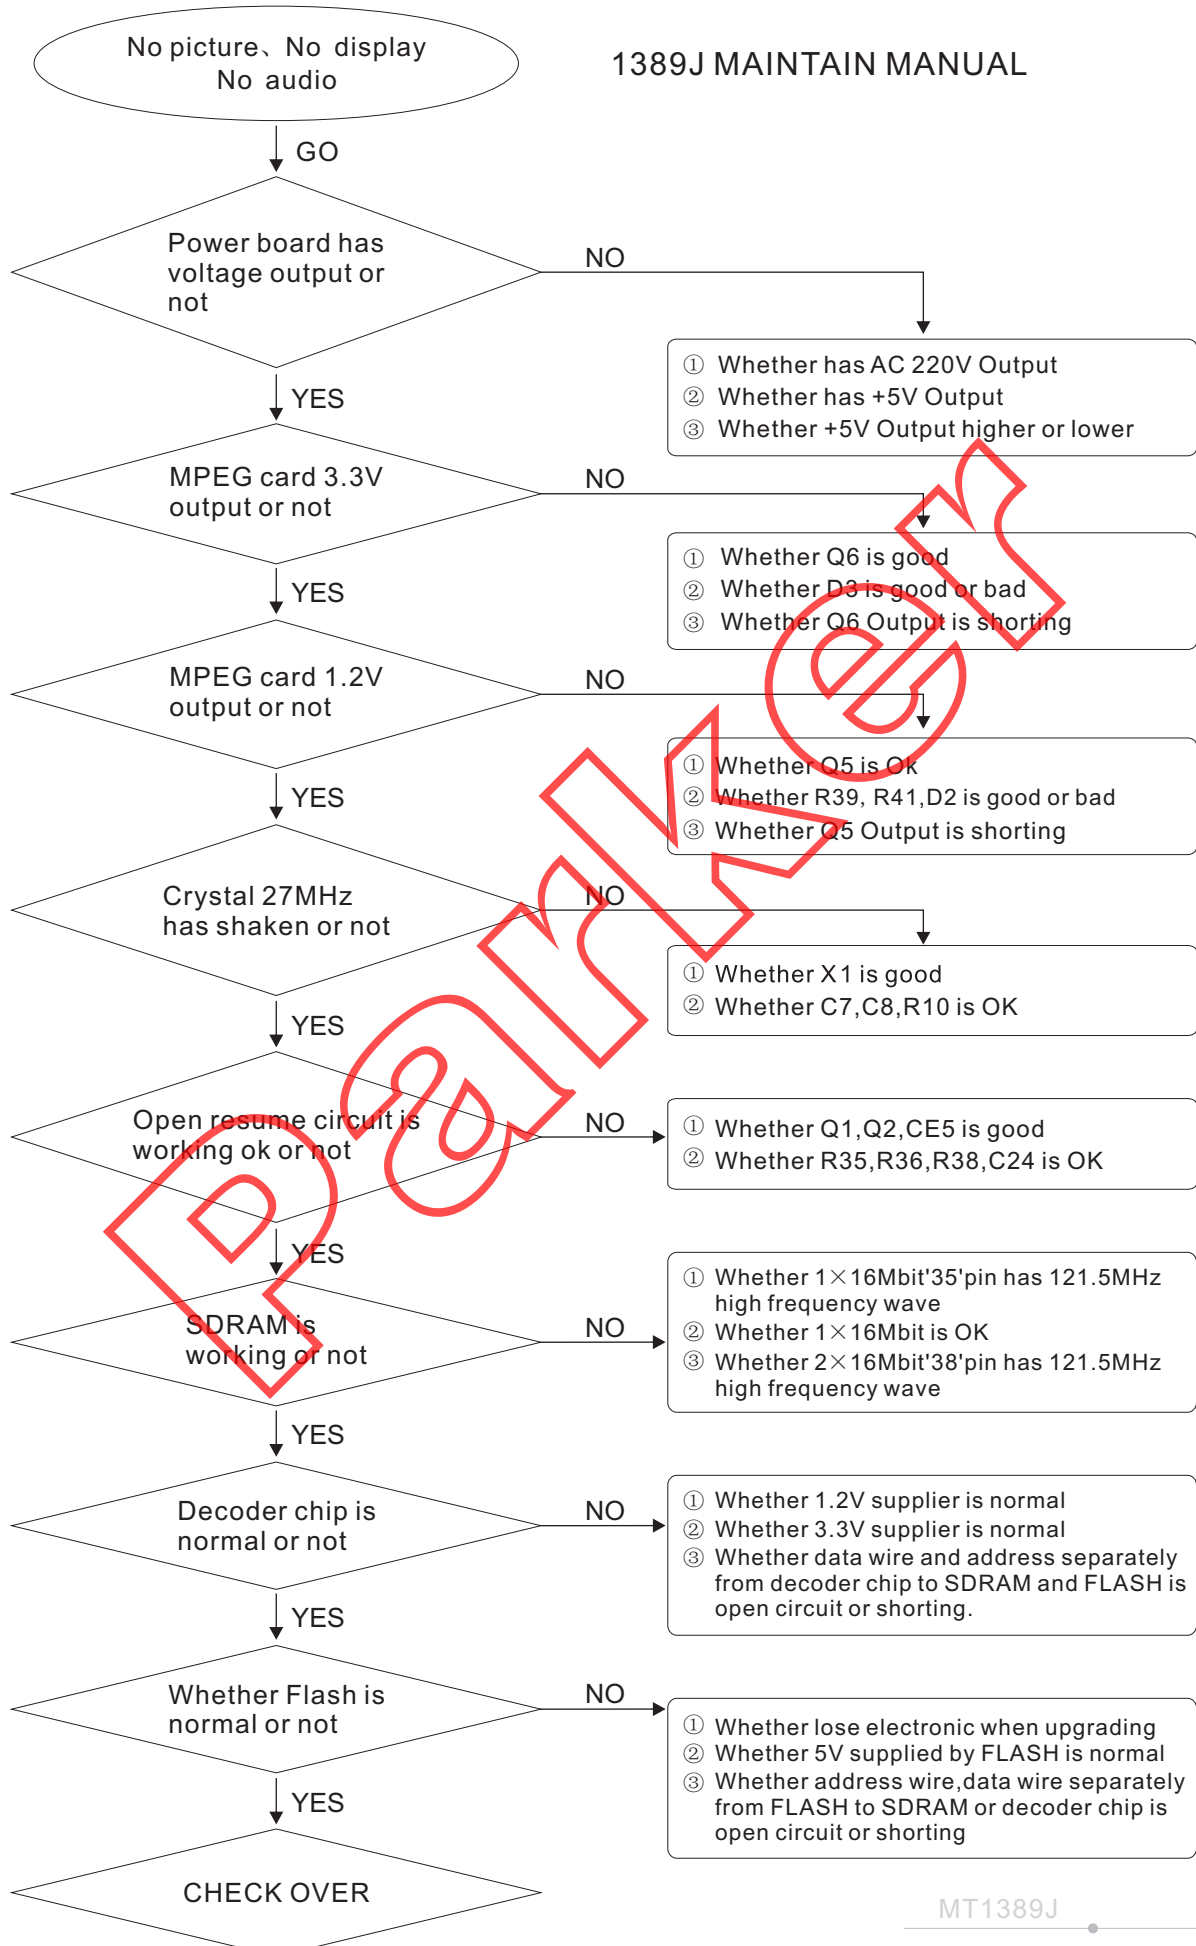 No picture、No display
No audio
1389J MAINTAIN MANUAL
GO
Power board has
voltage output or
not
NO
① Whether has AC 220V Output
② Whether has +5V Output
③ Whether +5V Output higher or lower
YES
MPEG card 3.3V
output or not
NO
① Whether Q6 is good
② Whether D3 is good or bad
③ Whether Q6 Output is shorting
YES
MPEG card 1.2V
output or not
NO
① Whether Q5 is Ok
② Whether R39, R41,D2 is good or bad
③ Whether Q5 Output is shorting
YES
Crystal 27MHz
has shaken or not
NO
① Whether X1 is good
② Whether C7,C8,R10 is OK
YES
Open resume circuit is
working ok or not
NO
① Whether Q1,Q2,CE5 is good
② Whether R35,R36,R38,C24 is OK
YES
SDRAM is
working or not
NO
① Whether 1×16Mbit'35'pin has 121.5MHz
high frequency wave
② Whether 1×16Mbit is OK
③ Whether 2×16Mbit'38'pin has 121.5MHz
high frequency wave
YES
Decoder chip is
normal or not
NO
① Whether 1.2V supplier is normal
② Whether 3.3V supplier is normal
③ Whether data wire and address separately
from decoder chip to SDRAM and FLASH is
open circuit or shorting.
YES
Whether Flash is
normal or not
NO
① Whether lose electronic when upgrading
② Whether 5V supplied by FLASH is normal
③ Whether address wire,data wire separately
from FLASH to SDRAM or decoder chip is
open circuit or shorting
YES
CHECK OVER
MT1389J
Parker